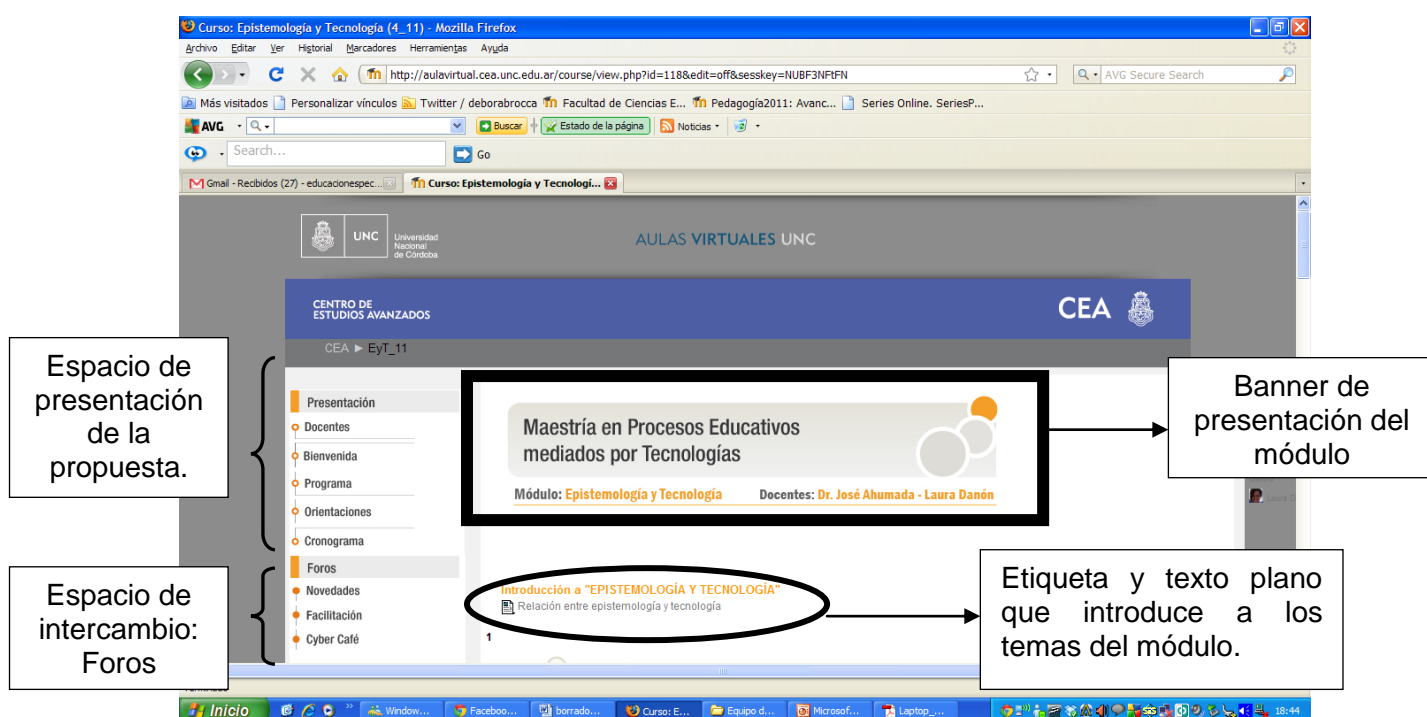 Curso: Epistemología y Tecnología (4_11) - Mozilla Firefox
Archivo Editar Ver Historial Marcadores Herramientas Ayuda
http://aulavirtual.cea.unc.edu.ar/course/view.php?id=118&edit=off&sesskey=NUBF3NFtFN
AVG Secure Search
Más visitados Personalizar vínculos Twitter / deborabrocca Facultad de Ciencias E... Pedagogía2011: Avanc... Series Online. SeriesP...
AVG Buscar Estado de la página Noticias
Search... Go
Gmail - Recibidos (27) - educacionespec... Curso: Epistemología y Tecnologí...
UNC Universidad
Nacional
de Córdoba
AULAS VIRTUALES UNC
CENTRO DE
ESTUDIOS AVANZADOS
CEA
CEA ► EyT_11
Espacio de
presentación
de la
propuesta.
Presentación
Docentes
Bienvenida
Programa
Orientaciones
Cronograma
Maestría en Procesos Educativos
mediados por Tecnologías
Módulo: Epistemología y Tecnología Docentes: Dr. José Ahumada - Laura Danón
Banner de
presentación del
módulo
Laura D
Espacio de
intercambio:
Foros
Foros
Novedades
Facilitación
Cyber Café
Introducción a "EPISTEMOLOGÍA Y TECNOLOGÍA"
Relación entre epistemología y tecnología
1
Etiqueta y texto plano
que introduce a los
temas del módulo.
Inicio Window... Faceboo... borrado... Curso: E... Equipo d... Microsof... Laptop_... 18:44